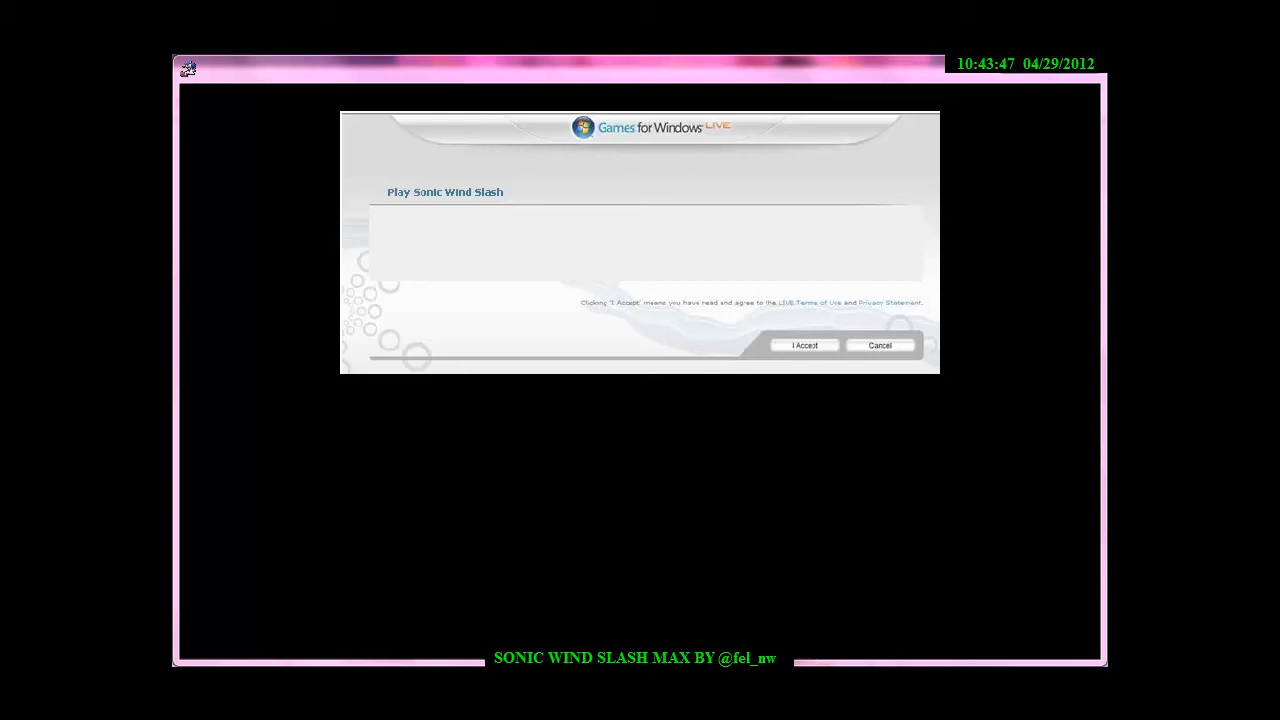 10:43:47 04/29/2012
Games for Windows LIVE
Play Sonic Wind Slash
Clicking 'I Accept' means you have read and agree to the LIVE Terms of Use and Privacy Statement.
I Accept Cancel
SONIC WIND SLASH MAX BY @fel_nw